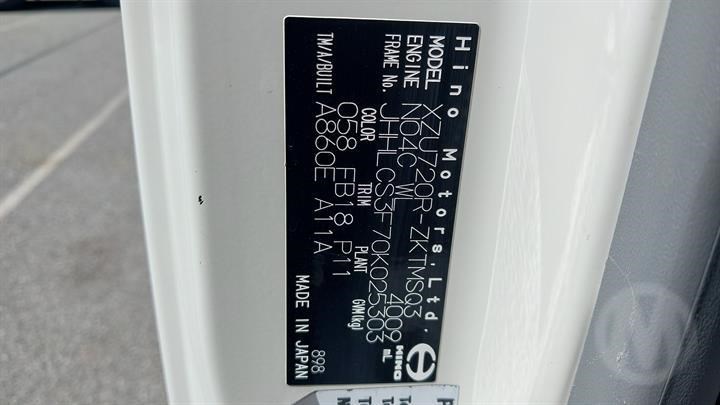 Hino Motors,Ltd.
HINO
MODEL XZU720R-ZKTMSQ3
ENGINE N04C-WL 4009 mL
FRAME No. JHHLCS3F70K025303
COLOR TRIM PLANT GVM(kg)
058 FB18 P11
TM/A/BUILT A860E A11A
MADE IN JAPAN
898